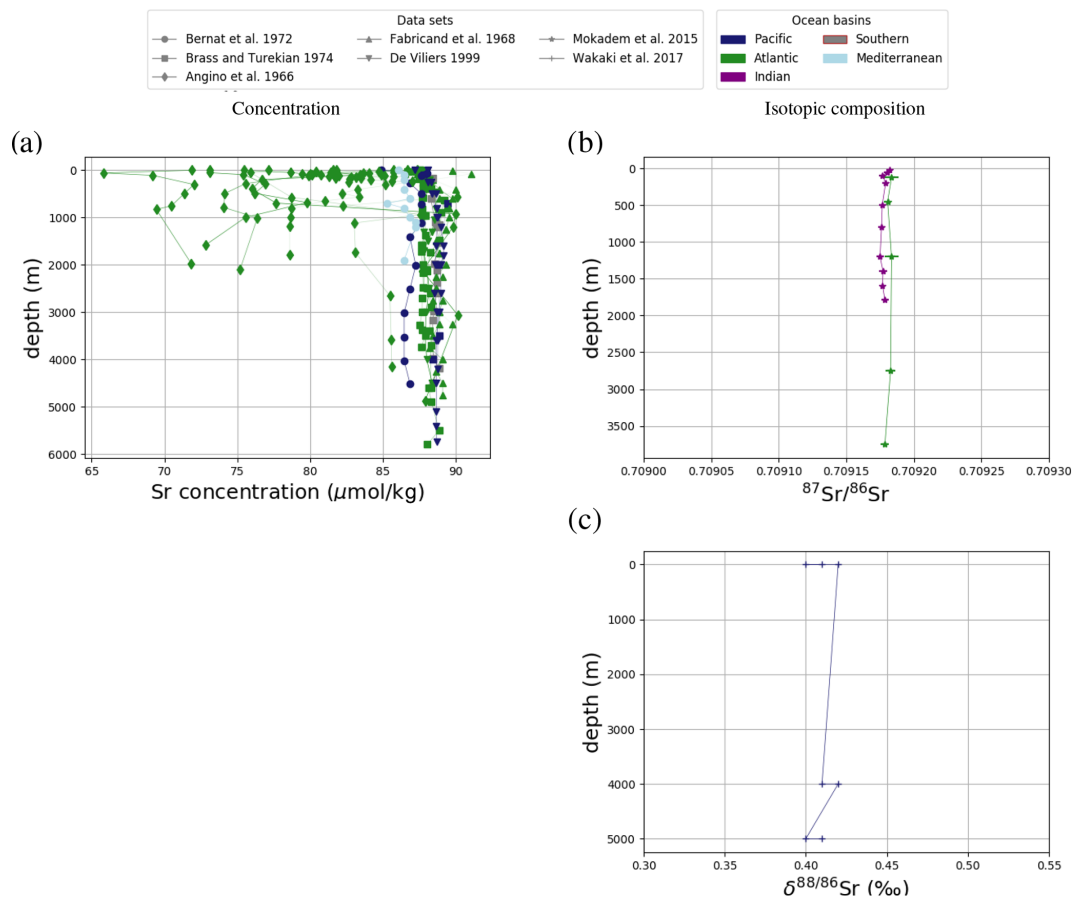 Data sets
Bernat et al. 1972
Fabricand et al. 1968
Mokadem et al. 2015
Brass and Turekian 1974
De Viliers 1999
Wakaki et al. 2017
Angino et al. 1966
Ocean basins
Pacific
Southern
Atlantic
Mediterranean
Indian
Concentration
Isotopic composition
(a)
0
1000
2000
3000
4000
5000
6000
depth (m)
65 70 75 80 85 90
Sr concentration (μmol/kg)
(b)
0
500
1000
1500
2000
2500
3000
3500
depth (m)
0.70900 0.70905 0.70910 0.70915 0.70920 0.70925 0.70930
⁸⁷Sr/⁸⁶Sr
(c)
0
1000
2000
3000
4000
5000
depth (m)
0.30 0.35 0.40 0.45 0.50 0.55
δ⁸⁸/⁸⁶Sr (‰)